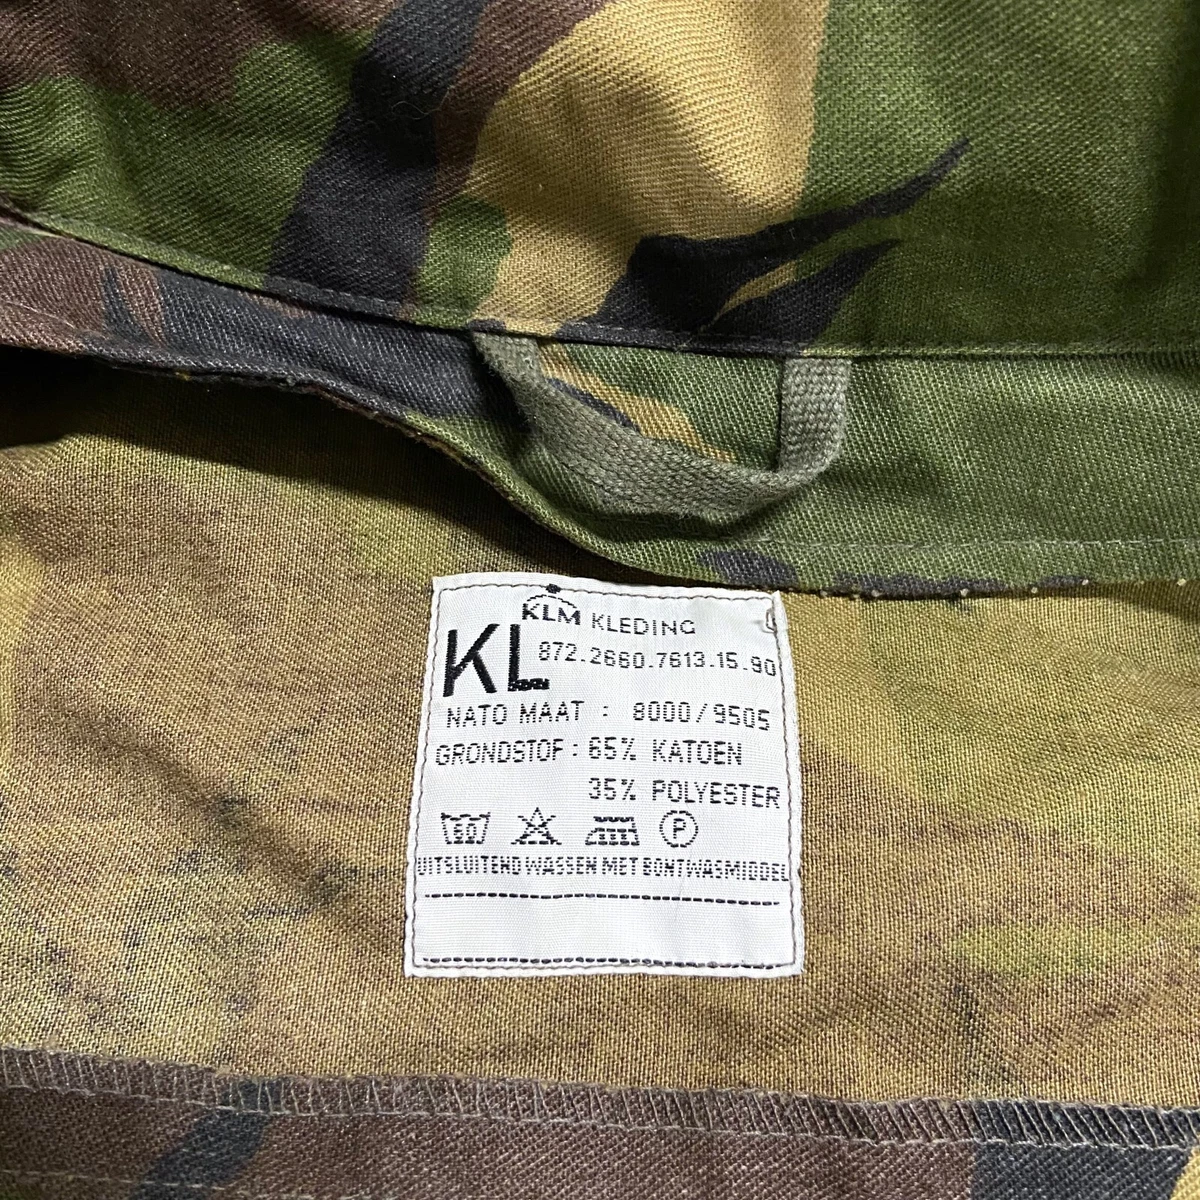 KLM KLEDING
KL 872.2660.7613.15.90
NATO MAAT : 8000/9505
GRONDSTOF : 65% KATOEN
35% POLYESTER
60 P
UITSLUITEND WASSEN MET BONTWASMIDDEL